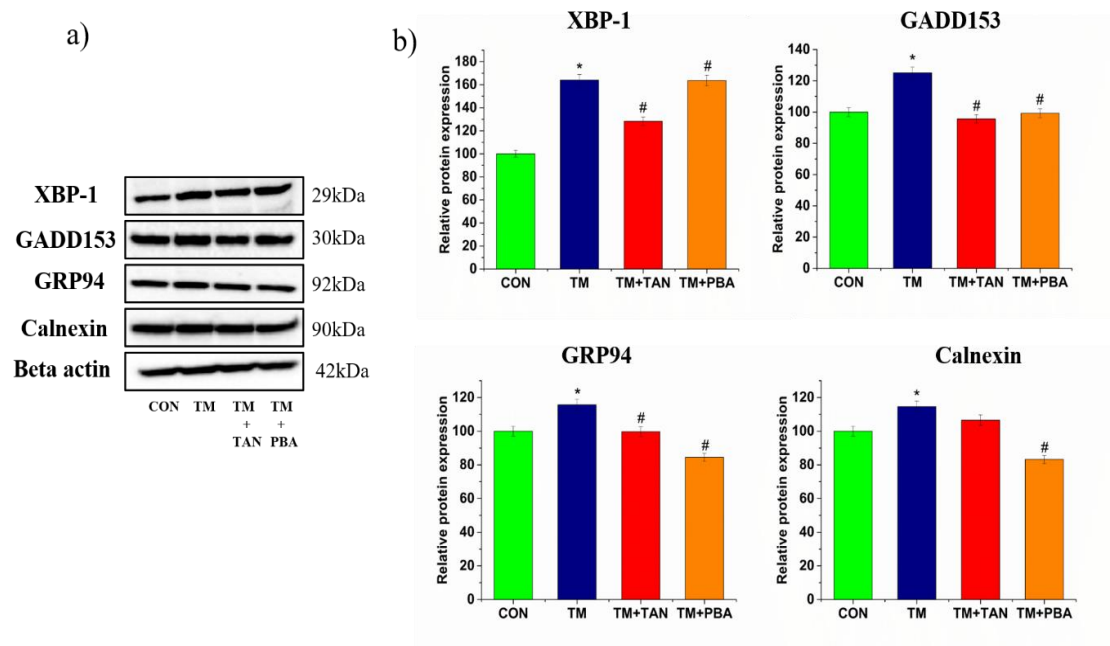 a)
XBP-1 29kDa
GADD153 30kDa
GRP94 92kDa
Calnexin 90kDa
Beta actin 42kDa
CON TM TM TM
+ +
TAN PBA
b)
XBP-1
Relative protein expression
180
160
140
120
100
80
60
40
20
0
*
#
#
CON TM TM+TAN TM+PBA
GADD153
Relative protein expression
140
120
100
80
60
40
20
0
*
#
#
CON TM TM+TAN TM+PBA
GRP94
Relative protein expression
120
100
80
60
40
20
0
*
#
#
CON TM TM+TAN TM+PBA
Calnexin
Relative protein expression
120
100
80
60
40
20
0
*
#
CON TM TM+TAN TM+PBA